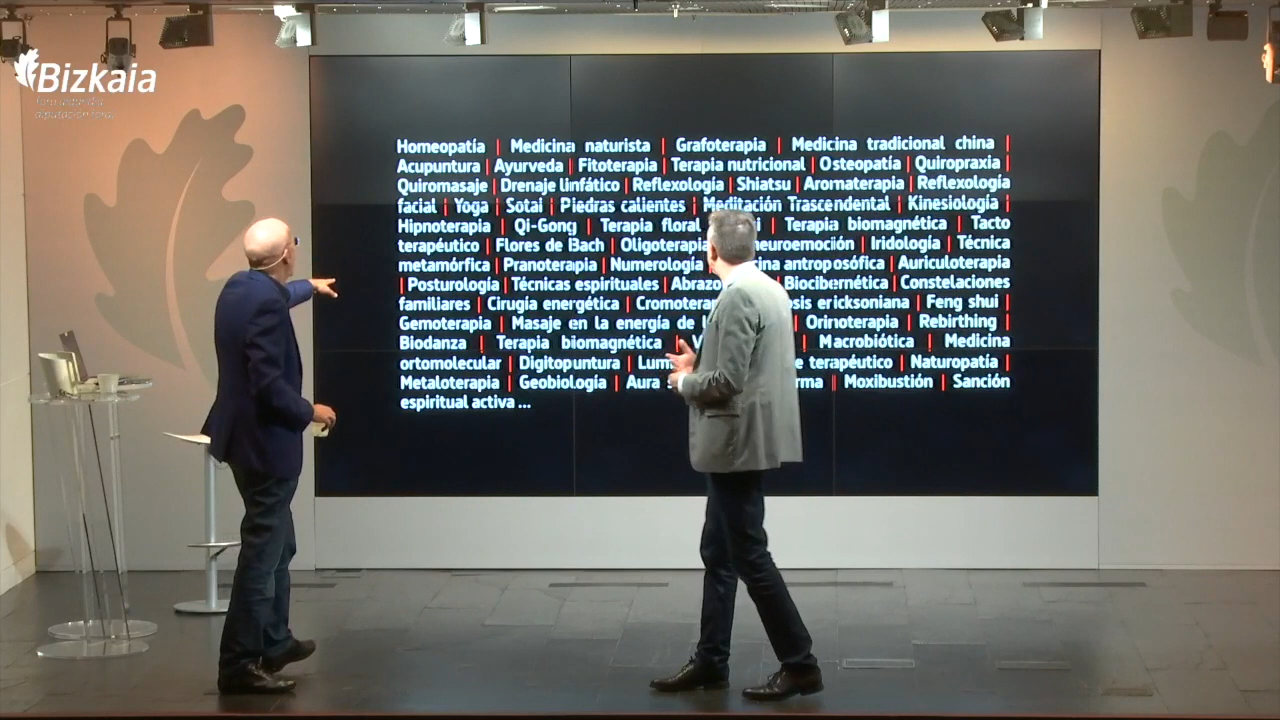 Bizkaia
Homeopatía | Medicina naturista | Grafoterapia | Medicina tradicional china |
Acupuntura | Ayurveda | Fitoterapia | Terapia nutricional | Osteopatía | Quiropraxia |
Quiromasaje | Drenaje linfático | Reflexología | Shiatsu | Aromaterapia | Reflexología
facial | Yoga | Sotai | Piedras calientes | Meditación Trascendental | Kinesiología |
Hipnoterapia | Qi-Gong | Terapia floral | Terapia biomagnética | Tacto
terapéutico | Flores de Bach | Oligoterapia neuroemoción | Iridología | Técnica
metamórfica | Pranoterapia | Numerología antroposófica | Auriculoterapia
| Posturología | Técnicas espirituales | Biocibernética | Constelaciones
familiares | Cirugía energética | ericksoniana | Feng shui |
Gemoterapia | Masaje en la energía de | Orinoterapia | Rebirthing |
Biodanza | Terapia biomagnética | | Macrobiótica | Medicina
ortomolecular | Digitopuntura | terapéutico | Naturopatía |
Metaloterapia | Geobiología | Aura | Moxibustión | Sanción
espiritual activa ...